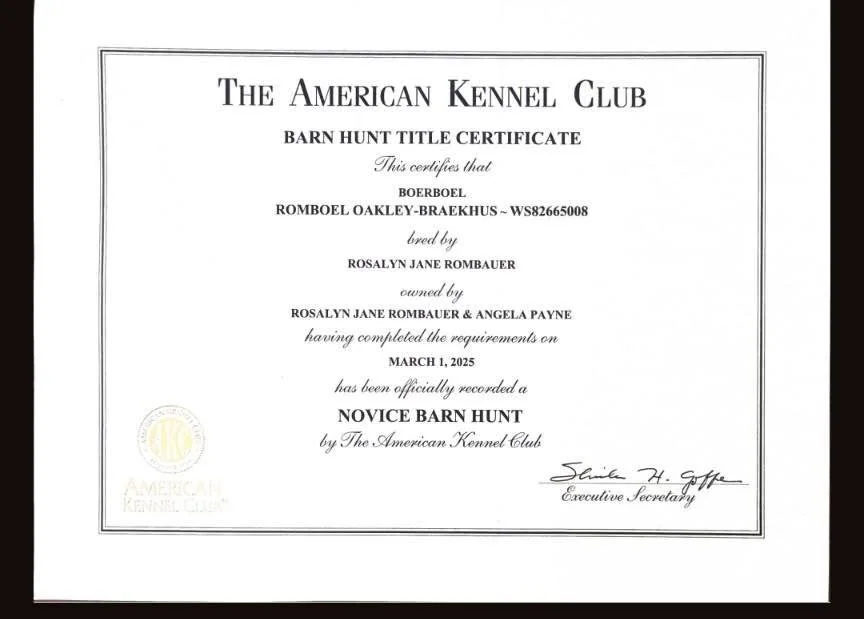 THE AMERICAN KENNEL CLUB
BARN HUNT TITLE CERTIFICATE
This certifies that
BOERBOEL
ROMBOEL OAKLEY-BRAEKHUS ~ WS82665008
bred by
ROSALYN JANE ROMBAUER
owned by
ROSALYN JANE ROMBAUER & ANGELA PAYNE
having completed the requirements on
MARCH 1, 2025
has been officially recorded a
NOVICE BARN HUNT
by The American Kennel Club
AKC
AMERICAN
KENNEL CLUB
Executive Secretary